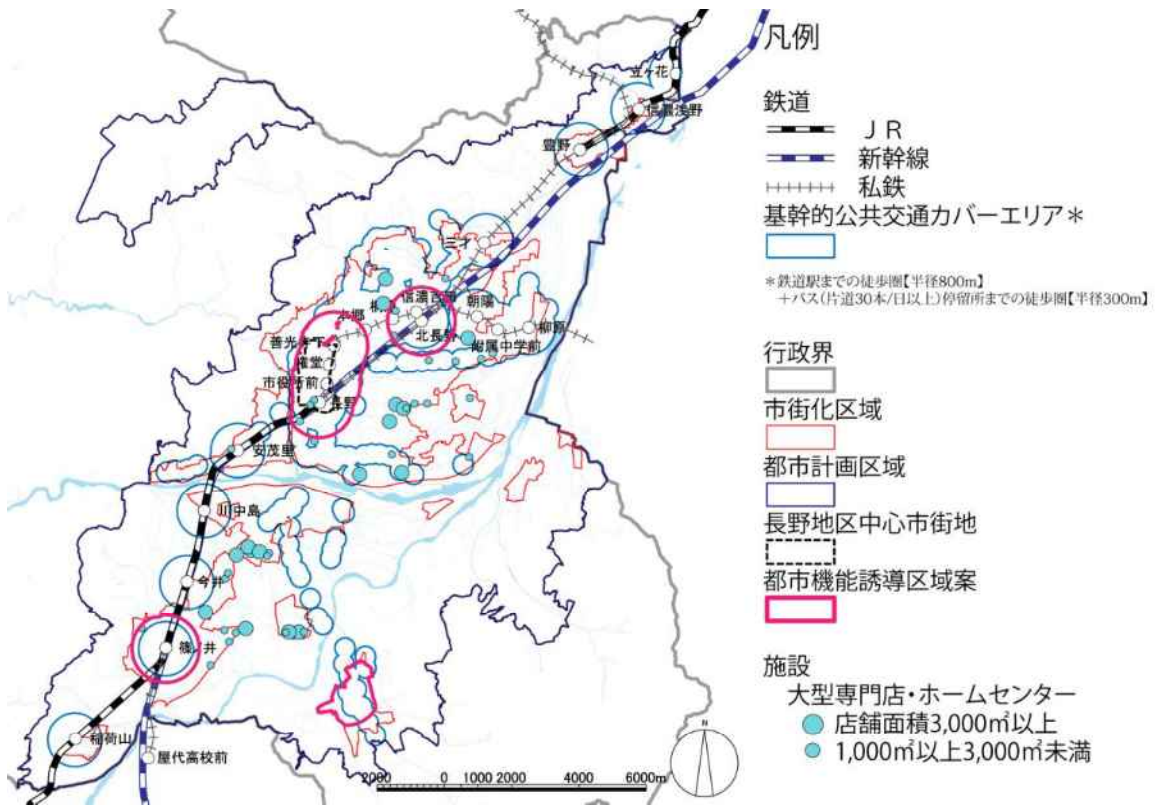 立ヶ花
信濃浅野
豊野
三才
信濃吉田
朝陽
本郷
柳原
北長野
附属中学前
善光寺下
権堂
市役所前
長野
安茂里
川中島
今井
篠ノ井
稲荷山
屋代高校前
2000 0 1000 2000 4000 6000m
N
凡例
鉄道
JR
新幹線
私鉄
基幹的公共交通カバーエリア*
*鉄道駅までの徒歩圏【半径800m】
+バス(片道30本/日以上)停留所までの徒歩圏【半径300m】
行政界
市街化区域
都市計画区域
長野地区中心市街地
都市機能誘導区域案
施設
大型専門店・ホームセンター
店舗面積3,000㎡以上
1,000㎡以上3,000㎡未満